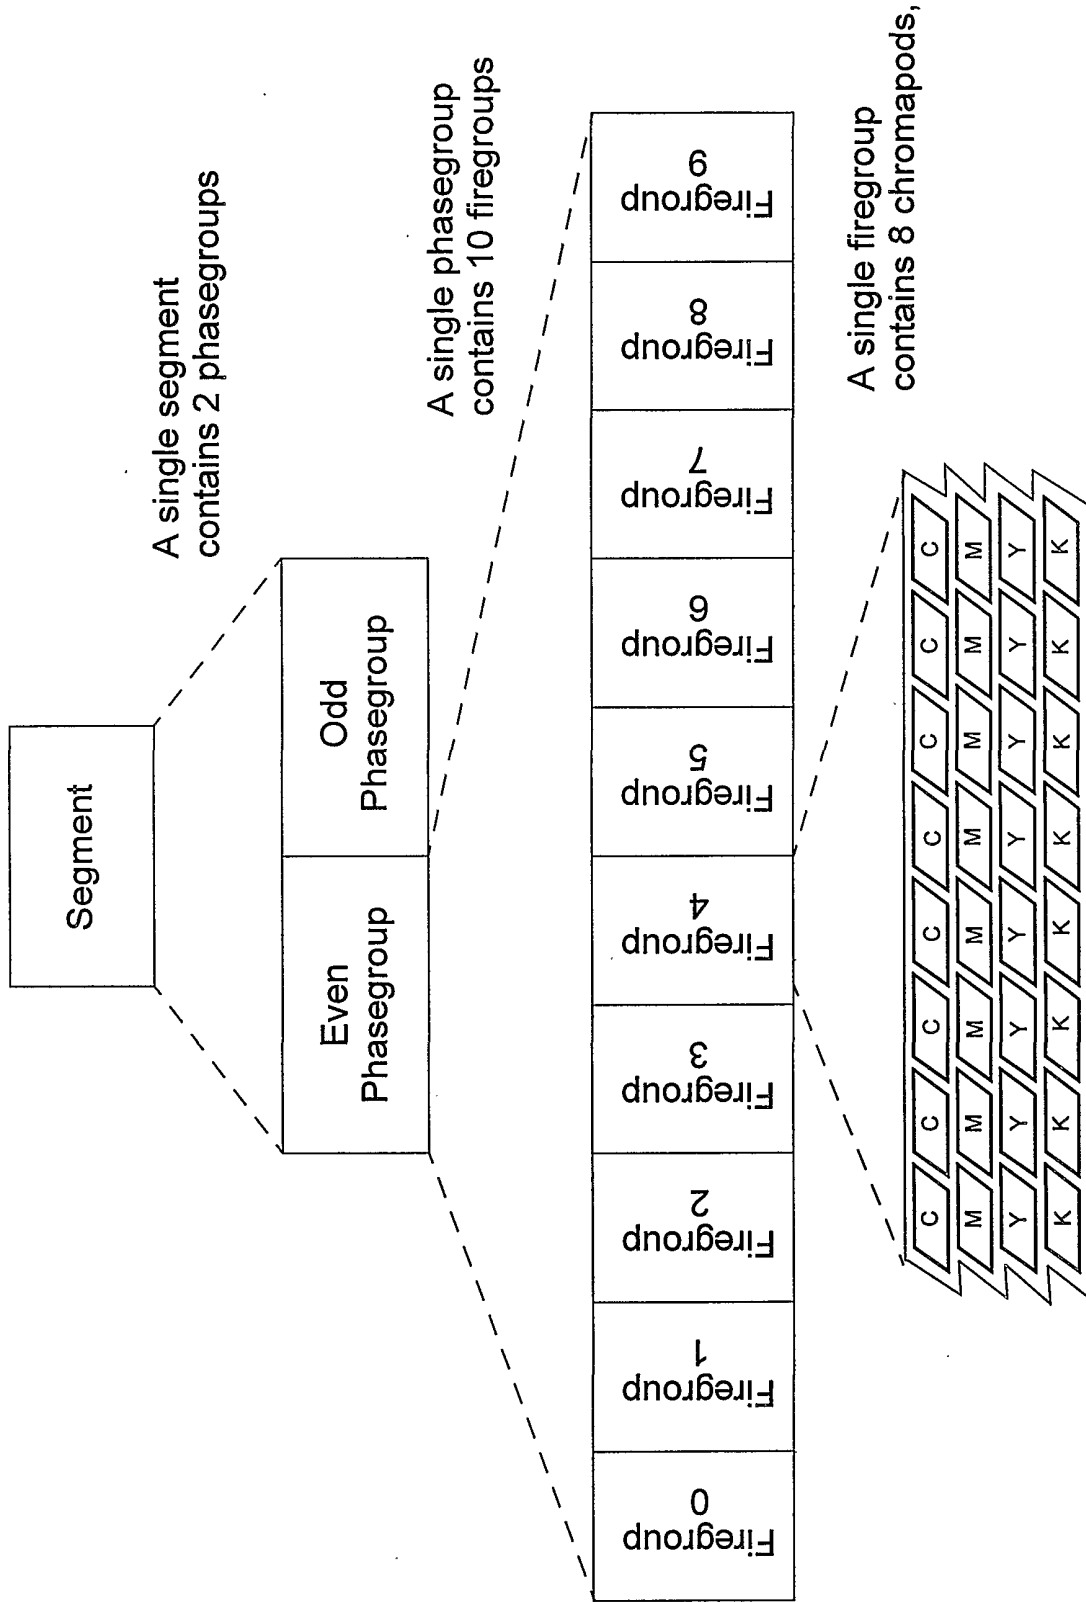 Segment
A single segment
contains 2 phasegroups
Even
Phasegroup
Odd
Phasegroup
A single phasegroup
contains 10 firegroups
Firegroup
0
Firegroup
1
Firegroup
2
Firegroup
3
Firegroup
4
Firegroup
5
Firegroup
6
Firegroup
7
Firegroup
8
Firegroup
9
A single firegroup
contains 8 chromapods,
C C C C C C C C
M M M M M M M M
Y Y Y Y Y Y Y Y
K K K K K K K K